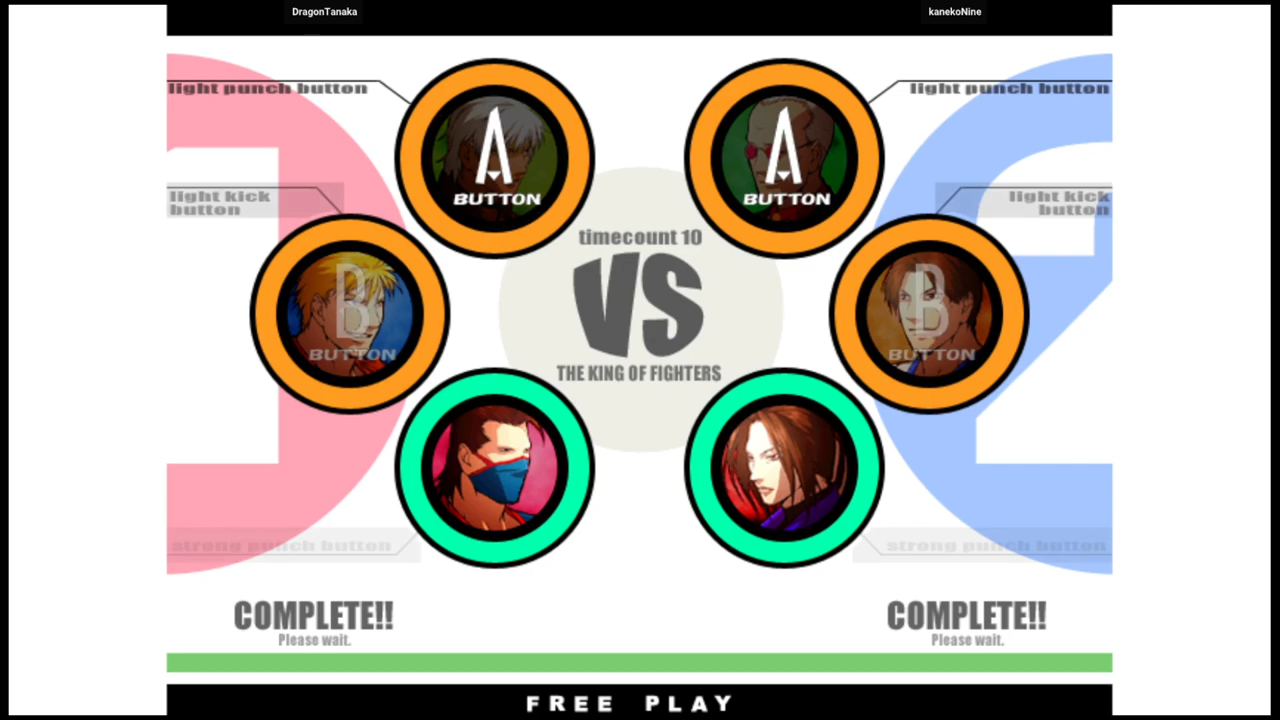 DragonTanaka
kanekoNine
light punch button
light punch button
A
BUTTON
A
BUTTON
light kick
button
light kick
button
timecount 10
VS
THE KING OF FIGHTERS
B
BUTTON
B
BUTTON
strong punch button
strong punch button
COMPLETE!!
Please wait.
COMPLETE!!
Please wait.
FREE PLAY